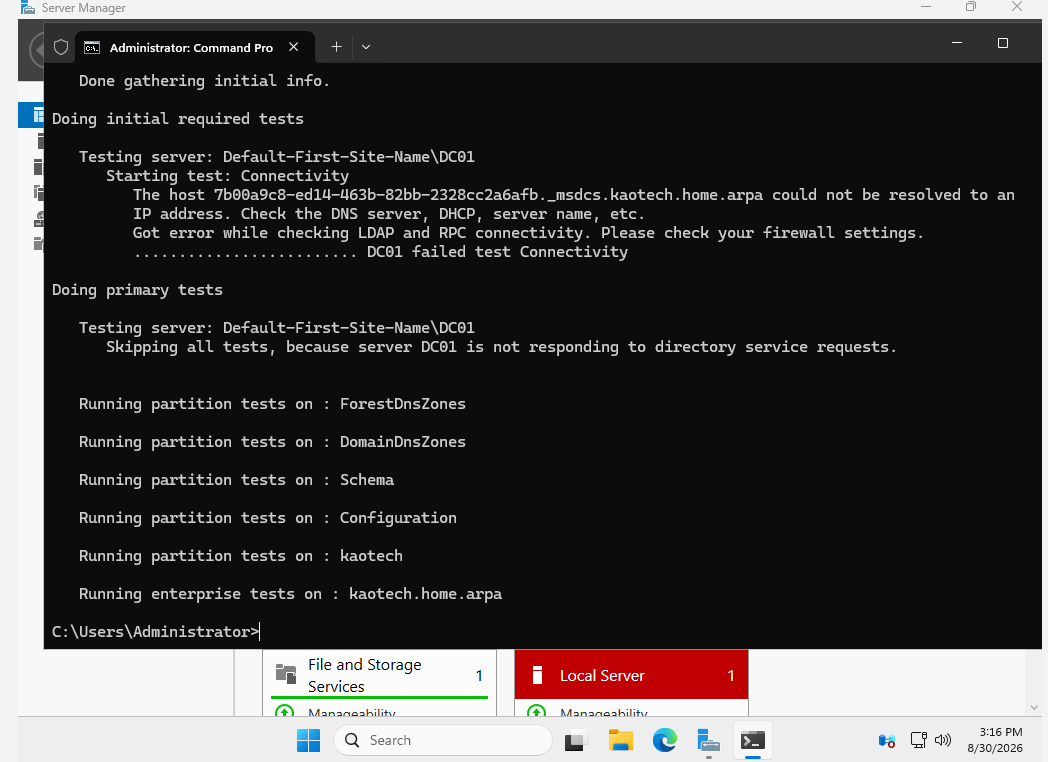 Server Manager
Administrator: Command Pro
Done gathering initial info.
Doing initial required tests
Testing server: Default-First-Site-Name\DC01
Starting test: Connectivity
The host 7b00a9c8-ed14-463b-82bb-2328cc2a6afb._msdcs.kaotech.home.arpa could not be resolved to an
IP address. Check the DNS server, DHCP, server name, etc.
Got error while checking LDAP and RPC connectivity. Please check your firewall settings.
......................... DC01 failed test Connectivity
Doing primary tests
Testing server: Default-First-Site-Name\DC01
Skipping all tests, because server DC01 is not responding to directory service requests.
Running partition tests on : ForestDnsZones
Running partition tests on : DomainDnsZones
Running partition tests on : Schema
Running partition tests on : Configuration
Running partition tests on : kaotech
Running enterprise tests on : kaotech.home.arpa
C:\Users\Administrator>
File and Storage
Services
1
Local Server
1
Manageability
Manageability
Search
3:16 PM
8/30/2026